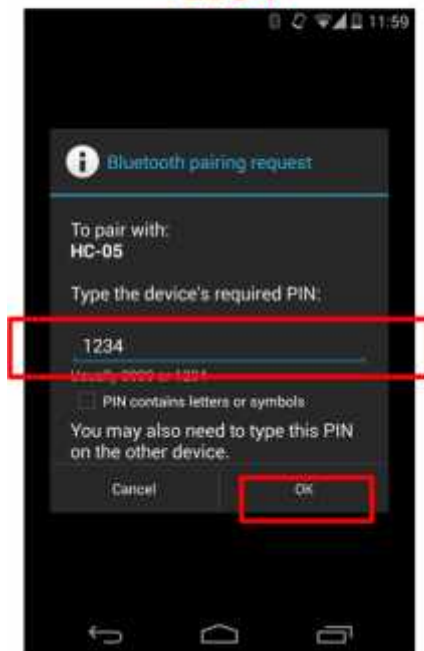 11:59
Bluetooth pairing request
To pair with:
HC-05
Type the device's required PIN:
1234
Usually 0000 or 1234
PIN contains letters or symbols
You may also need to type this PIN
on the other device.
Cancel OK